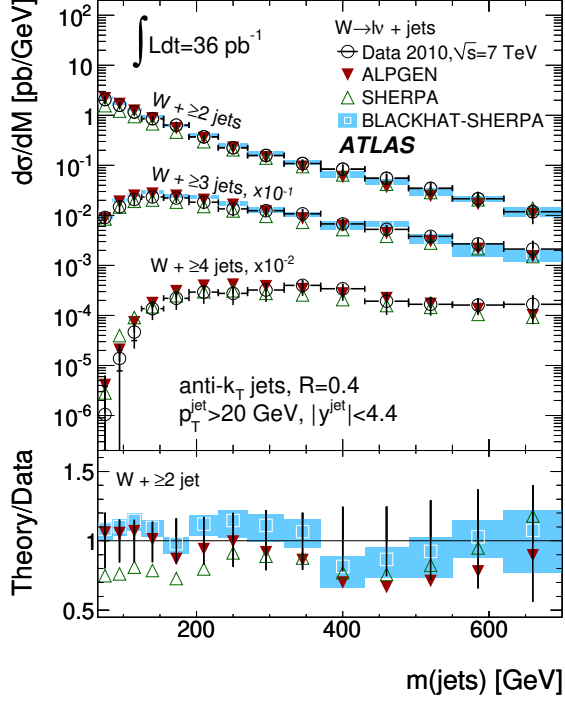 dσ/dM [pb/GeV]
10²
10
1
10⁻¹
10⁻²
10⁻³
10⁻⁴
10⁻⁵
10⁻⁶
∫ Ldt=36 pb⁻¹
W→lν + jets
Data 2010,√s=7 TeV
ALPGEN
SHERPA
BLACKHAT-SHERPA
ATLAS
W + ≥2 jets
W + ≥3 jets, x10⁻¹
W + ≥4 jets, x10⁻²
anti-k_T jets, R=0.4
p_T^jet>20 GeV, |y^jet|<4.4
Theory/Data
1.5
1
0.5
W + ≥2 jet
200 400 600
m(jets) [GeV]